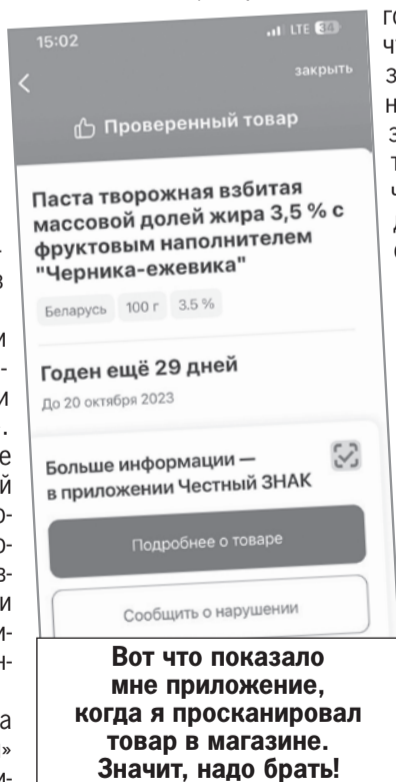 15:02
LTE 34
закрыть
Проверенный товар
Паста творожная взбитая
массовой долей жира 3,5 % с
фруктовым наполнителем
"Черника-ежевика"
Беларусь 100 г 3.5 %
Годен ещё 29 дней
До 20 октября 2023
Больше информации —
в приложении Честный ЗНАК
Подробнее о товаре
Сообщить о нарушении
Вот что показало
мне приложение,
когда я просканировал
товар в магазине.
Значит, надо брать!